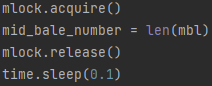 mlock.acquire()
mid_bale_number = len(mbl)
mlock.release()
time.sleep(0.1)